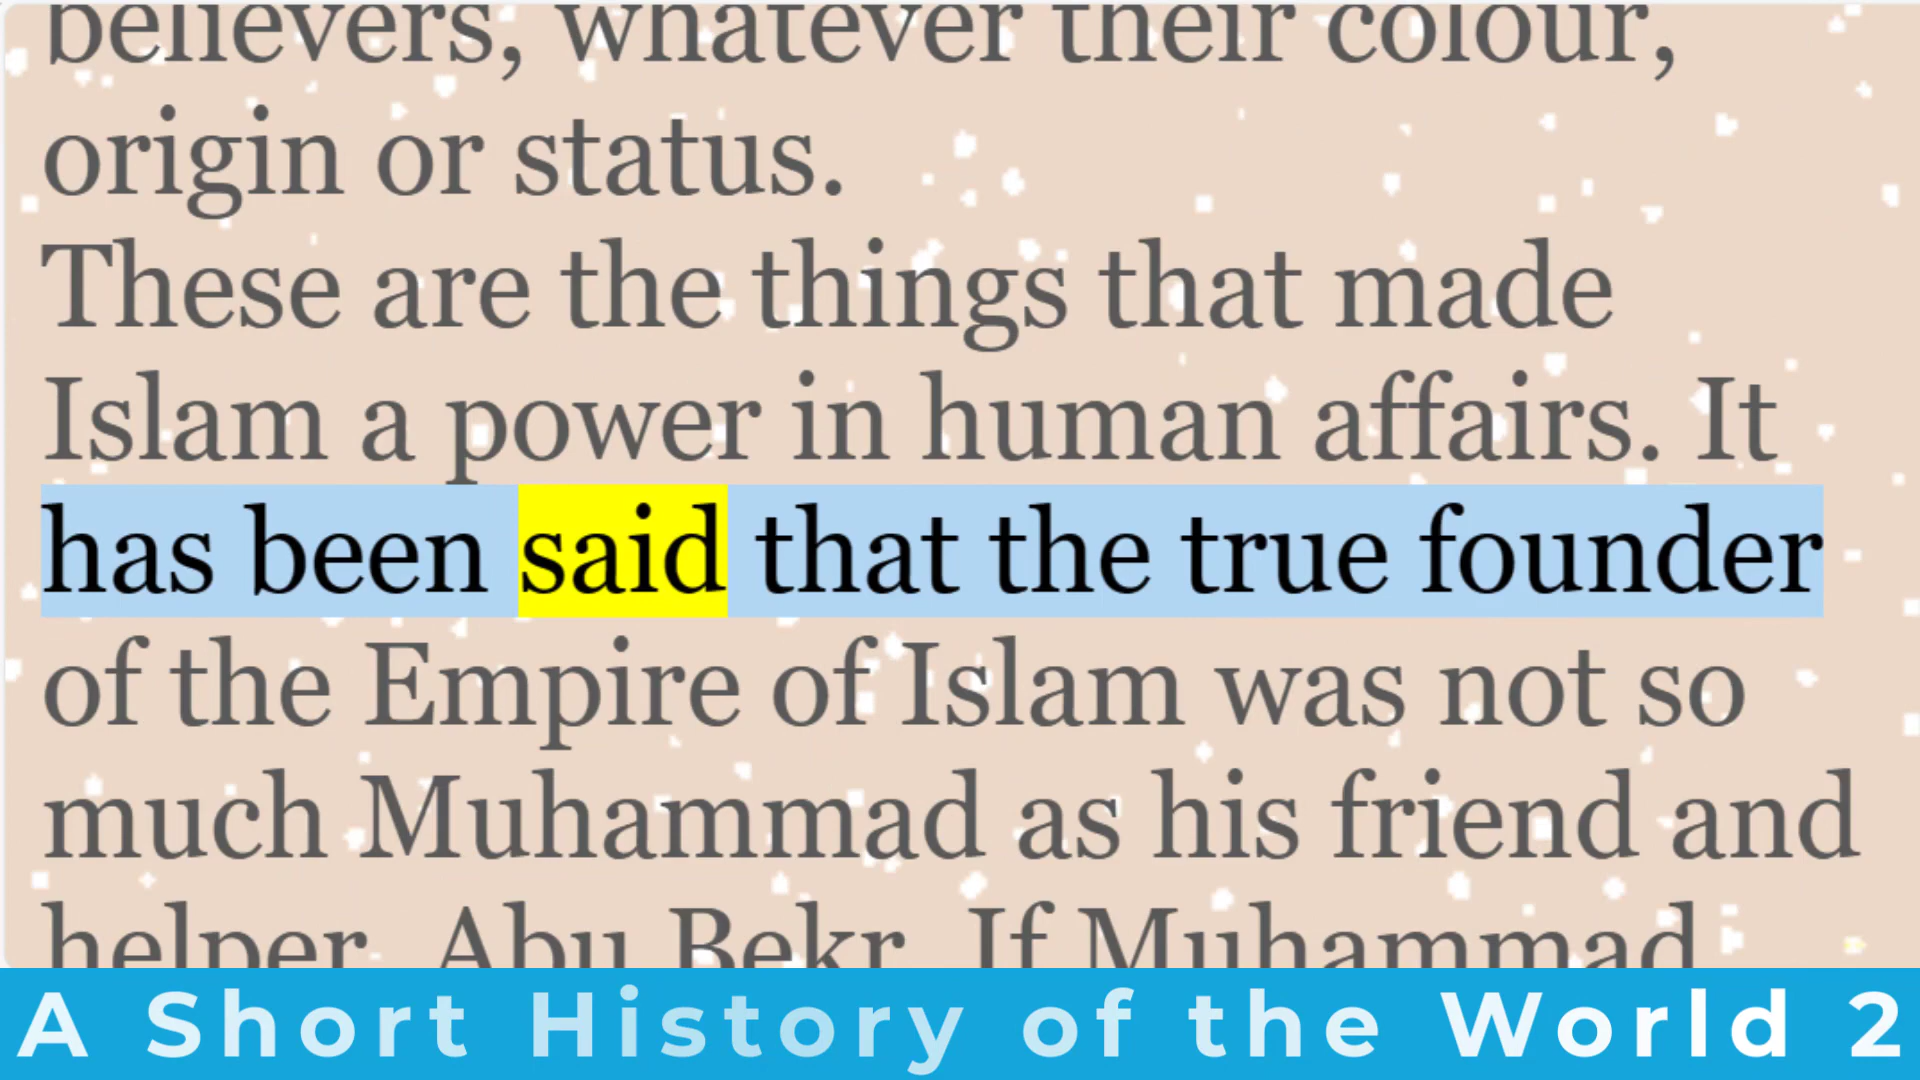 believers, whatever their colour,
origin or status.
These are the things that made
Islam a power in human affairs. It
has been said that the true founder
of the Empire of Islam was not so
much Muhammad as his friend and
helper, Abu Bekr. If Muhammad
A Short History of the World 2